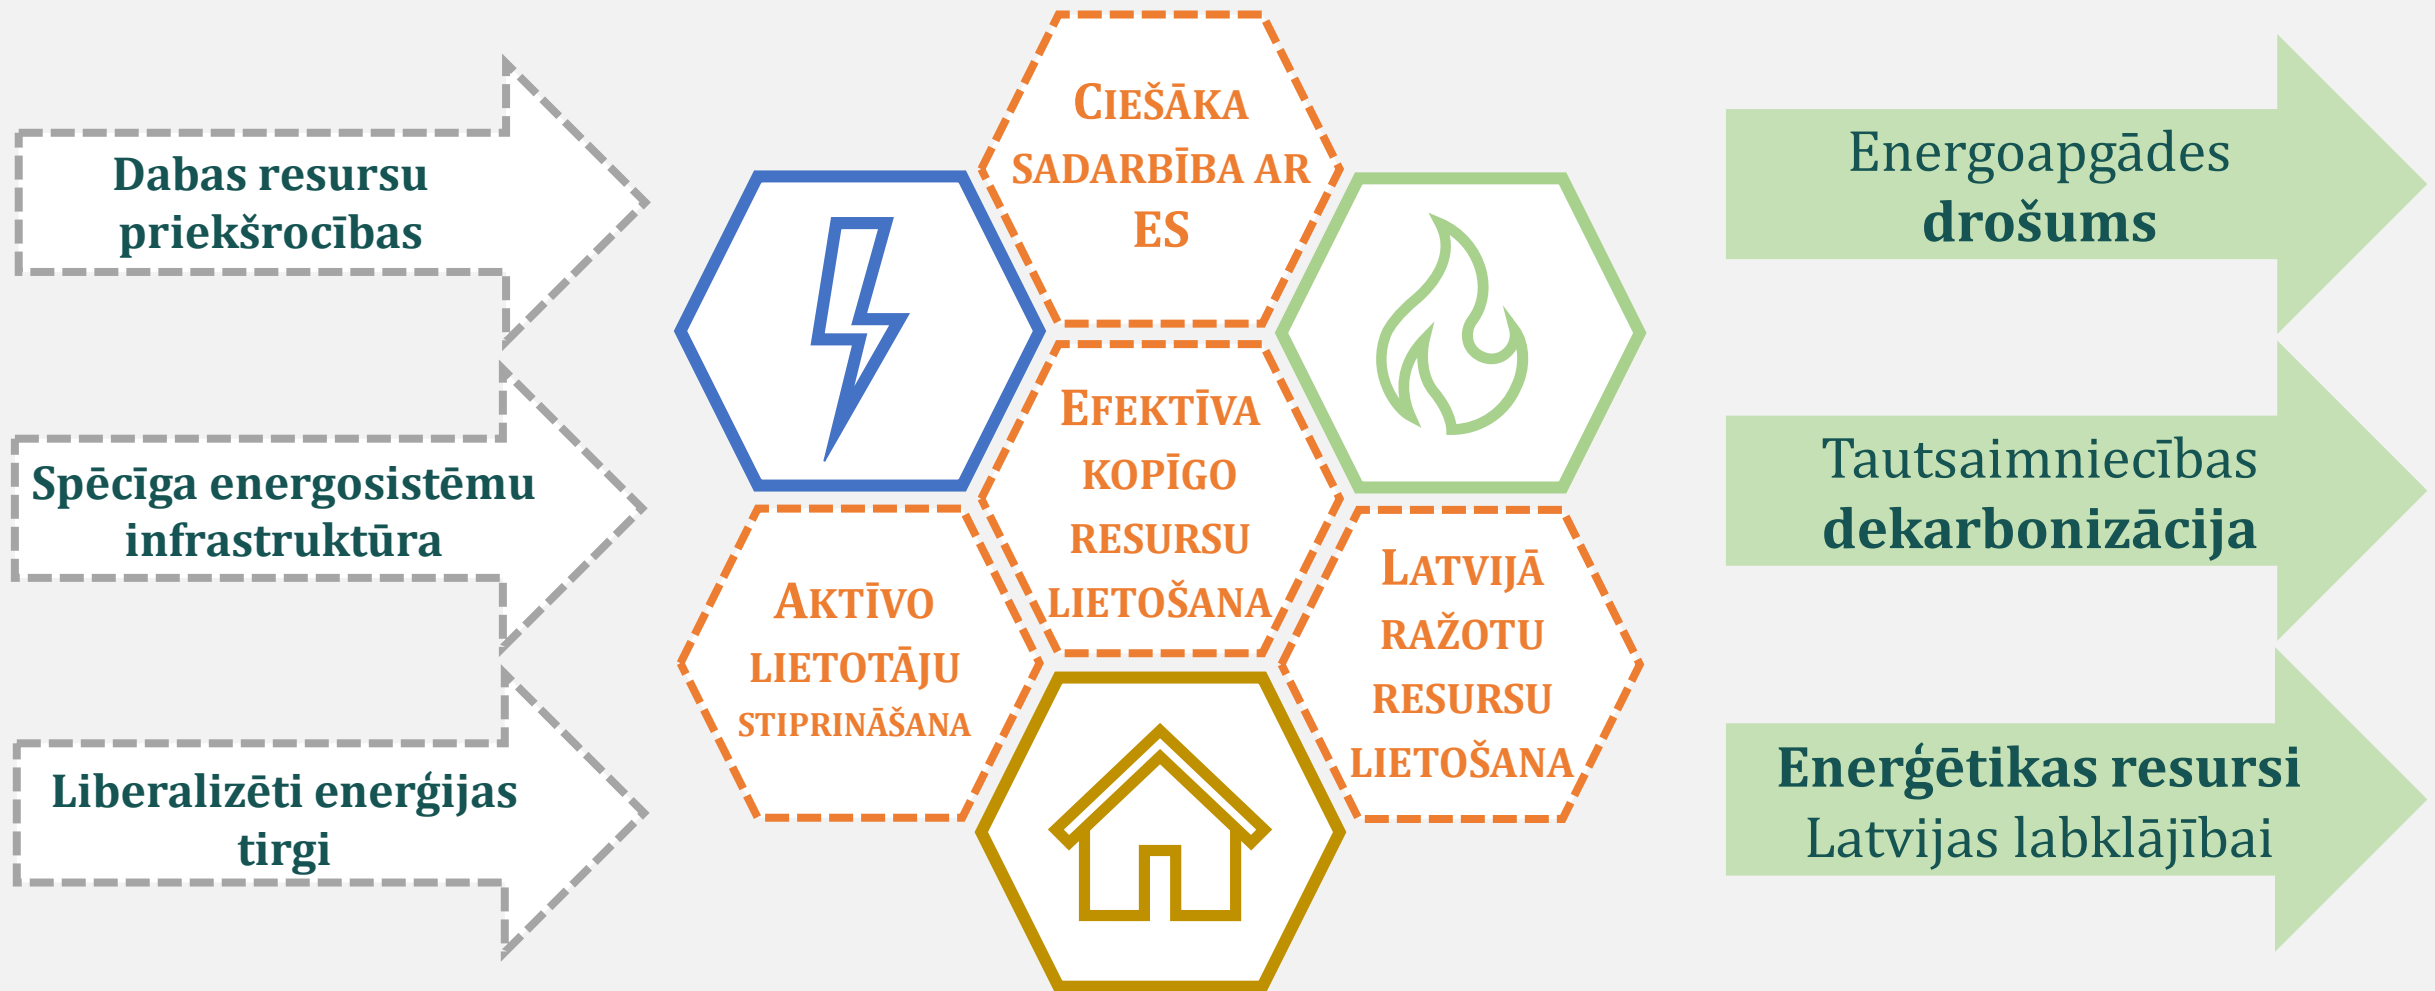 Dabas resursu
priekšrocības
Spēcīga energosistēmu
infrastruktūra
Liberalizēti enerģijas
tirgi
CIEŠĀKA
SADARBĪBA AR
ES
EFEKTĪVA
KOPĪGO
RESURSU
LIETOŠANA
AKTĪVO
LIETOTĀJU
STIPRINĀŠANA
LATVIJĀ
RAŽOTU
RESURSU
LIETOŠANA
Energoapgādes
drošums
Tautsaimniecības
dekarbonizācija
Enerģētikas resursi
Latvijas labklājībai